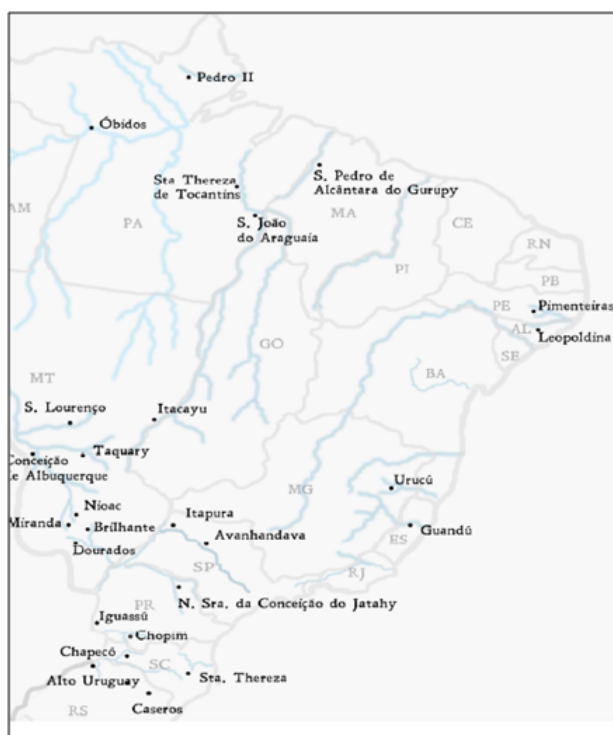 Pedro II
Óbidos
S. Pedro de
Alcântara do Gurupy
Sta Thereza
de Tocantins
AM
PA
MA
CE
S. João
do Araguaía
RN
PI
PB
PE
Pimenteiras
AL
Leopoldina
GO
SE
MT
BA
S. Lourenço
Itacayu
Conceição
de Albuquerque
Taquary
MG
Urucú
Nioac
Itapura
Miranda
Brilhante
Guandú
Avanhandava
ES
Dourados
SP
RJ
PR
N. Sra. da Conceição do Jatahy
Iguassú
Chopim
Chapecó
SC
Alto Uruguay
Sta. Thereza
RS
Caseros